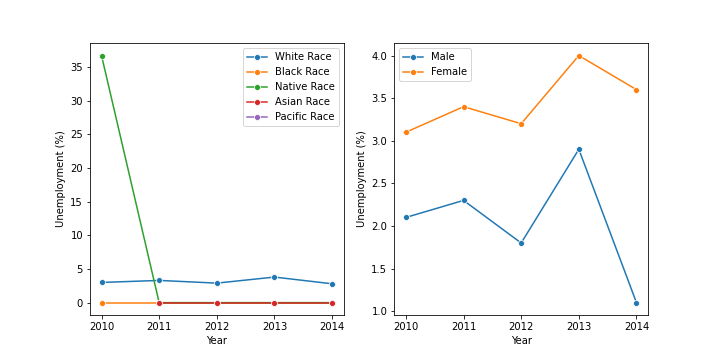 White Race
Black Race
Native Race
Asian Race
Pacific Race
35
30
25
20
15
10
5
0
Unemployment (%)
2010 2011 2012 2013 2014
Year
Male
Female
4.0
3.5
3.0
2.5
2.0
1.5
1.0
Unemployment (%)
2010 2011 2012 2013 2014
Year